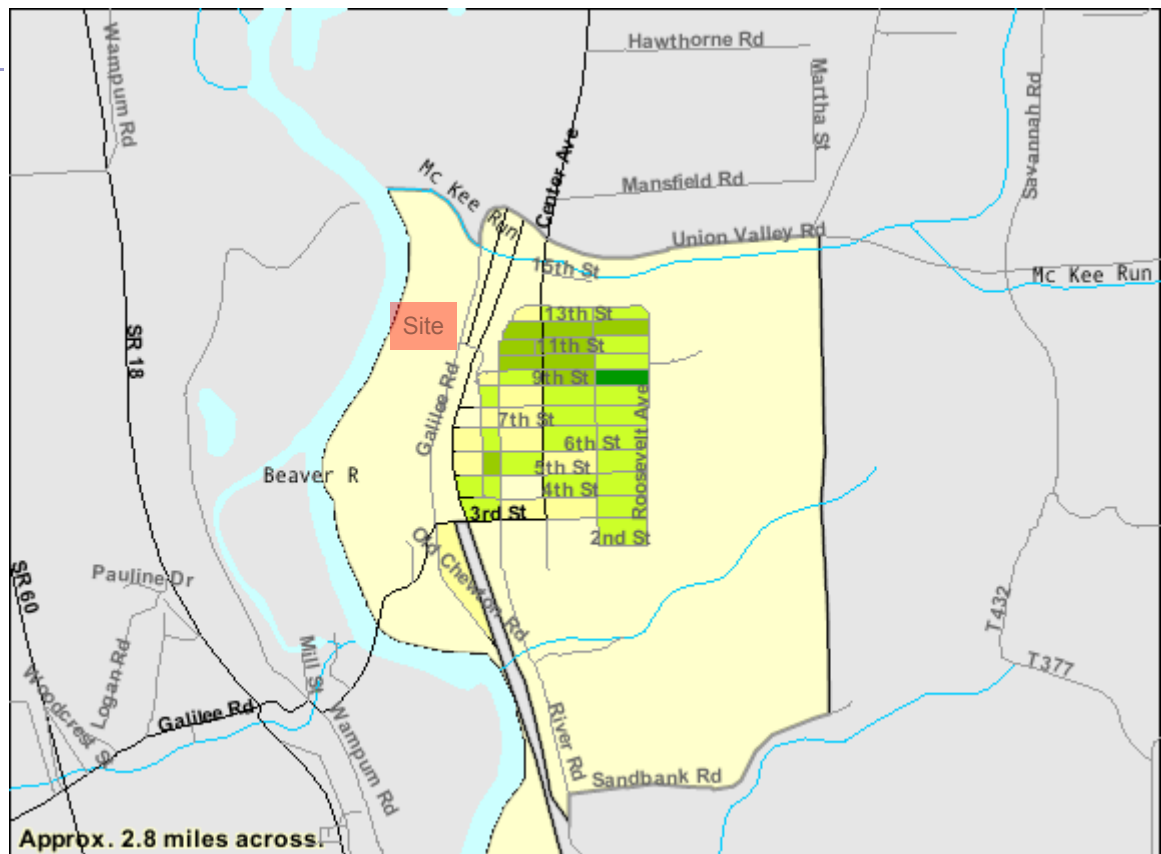 Hawthorne Rd
Wampum Rd
Martha St
Savannah Rd
Mc Kee Run
Center Ave
Mansfield Rd
Union Valley Rd
15th St
Mc Kee Run
Site
13th St
SR 18
11th St
9th St
Galilee Rd
7th St
Roosevelt Ave
6th St
Beaver R
5th St
4th St
3rd St
2nd St
Old Chewton Rd
SR 60
Pauline Dr
T432
Logan Rd
Mill St
T377
Woodcrest St
Galilee Rd
Wampum Rd
River Rd
Sandbank Rd
Approx. 2.8 miles across.